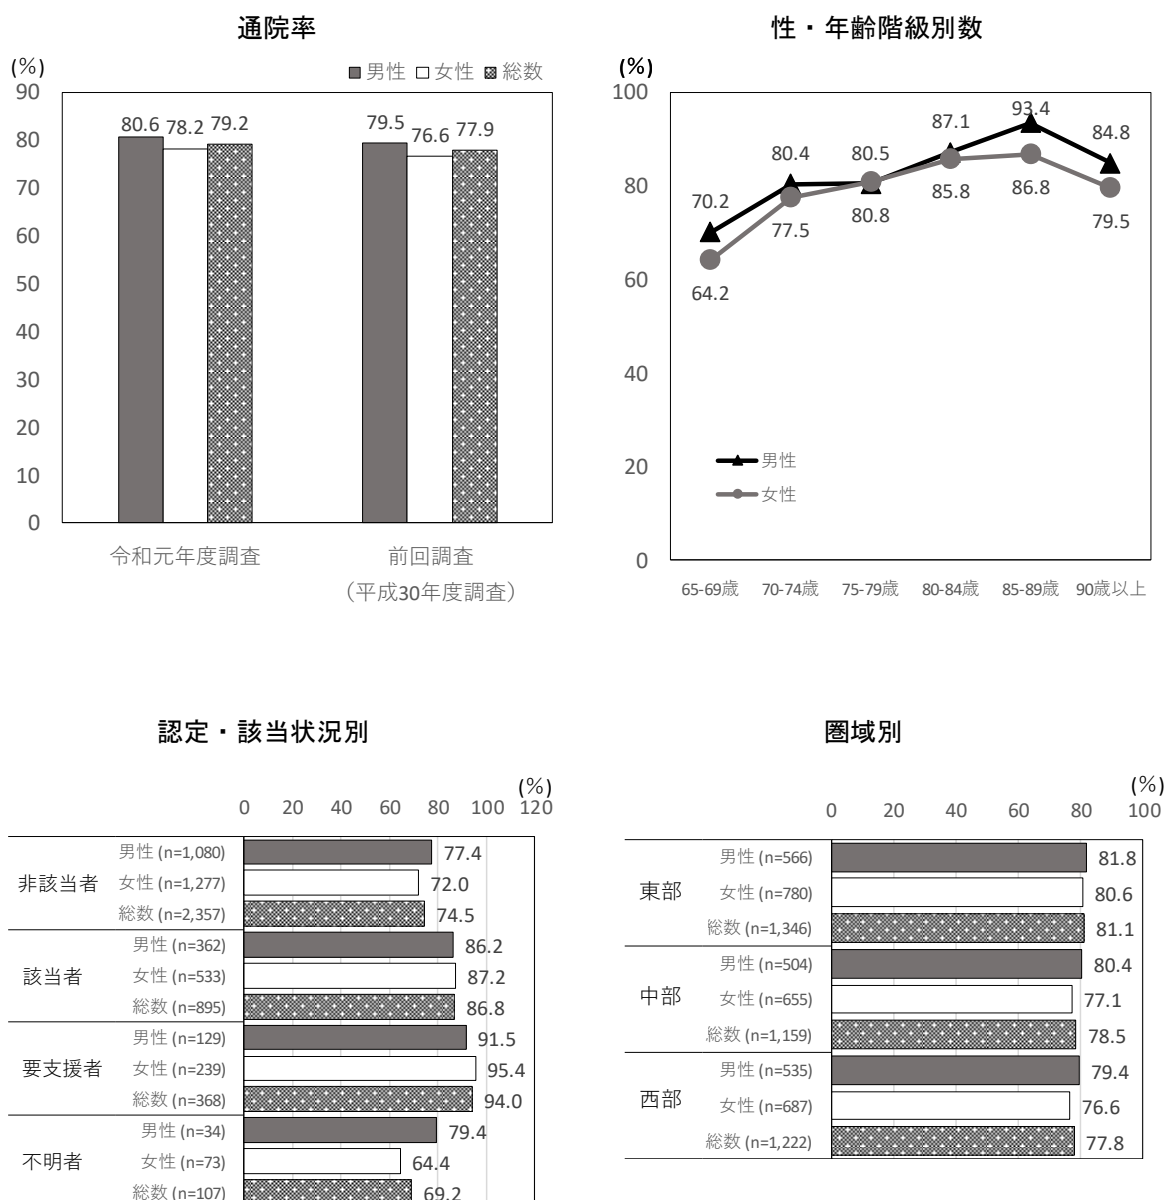 通院率
(%)
男性 女性 総数
90
80
70
60
50
40
30
20
10
0
80.6 78.2 79.2
79.5 76.6 77.9
令和元年度調査 前回調査
（平成30年度調査）
性・年齢階級別数
(%)
100
80
60
40
20
0
70.2 80.4 80.5 87.1 93.4 84.8
64.2 77.5 80.8 85.8 86.8 79.5
男性
女性
65-69歳 70-74歳 75-79歳 80-84歳 85-89歳 90歳以上
認定・該当状況別
(%)
0 20 40 60 80 100 120
非該当者
男性 (n=1,080) 77.4
女性 (n=1,277) 72.0
総数 (n=2,357) 74.5
該当者
男性 (n=362) 86.2
女性 (n=533) 87.2
総数 (n=895) 86.8
要支援者
男性 (n=129) 91.5
女性 (n=239) 95.4
総数 (n=368) 94.0
不明者
男性 (n=34) 79.4
女性 (n=73) 64.4
総数 (n=107) 69.2
圏域別
(%)
0 20 40 60 80 100
東部
男性 (n=566) 81.8
女性 (n=780) 80.6
総数 (n=1,346) 81.1
中部
男性 (n=504) 80.4
女性 (n=655) 77.1
総数 (n=1,159) 78.5
西部
男性 (n=535) 79.4
女性 (n=687) 76.6
総数 (n=1,222) 77.8